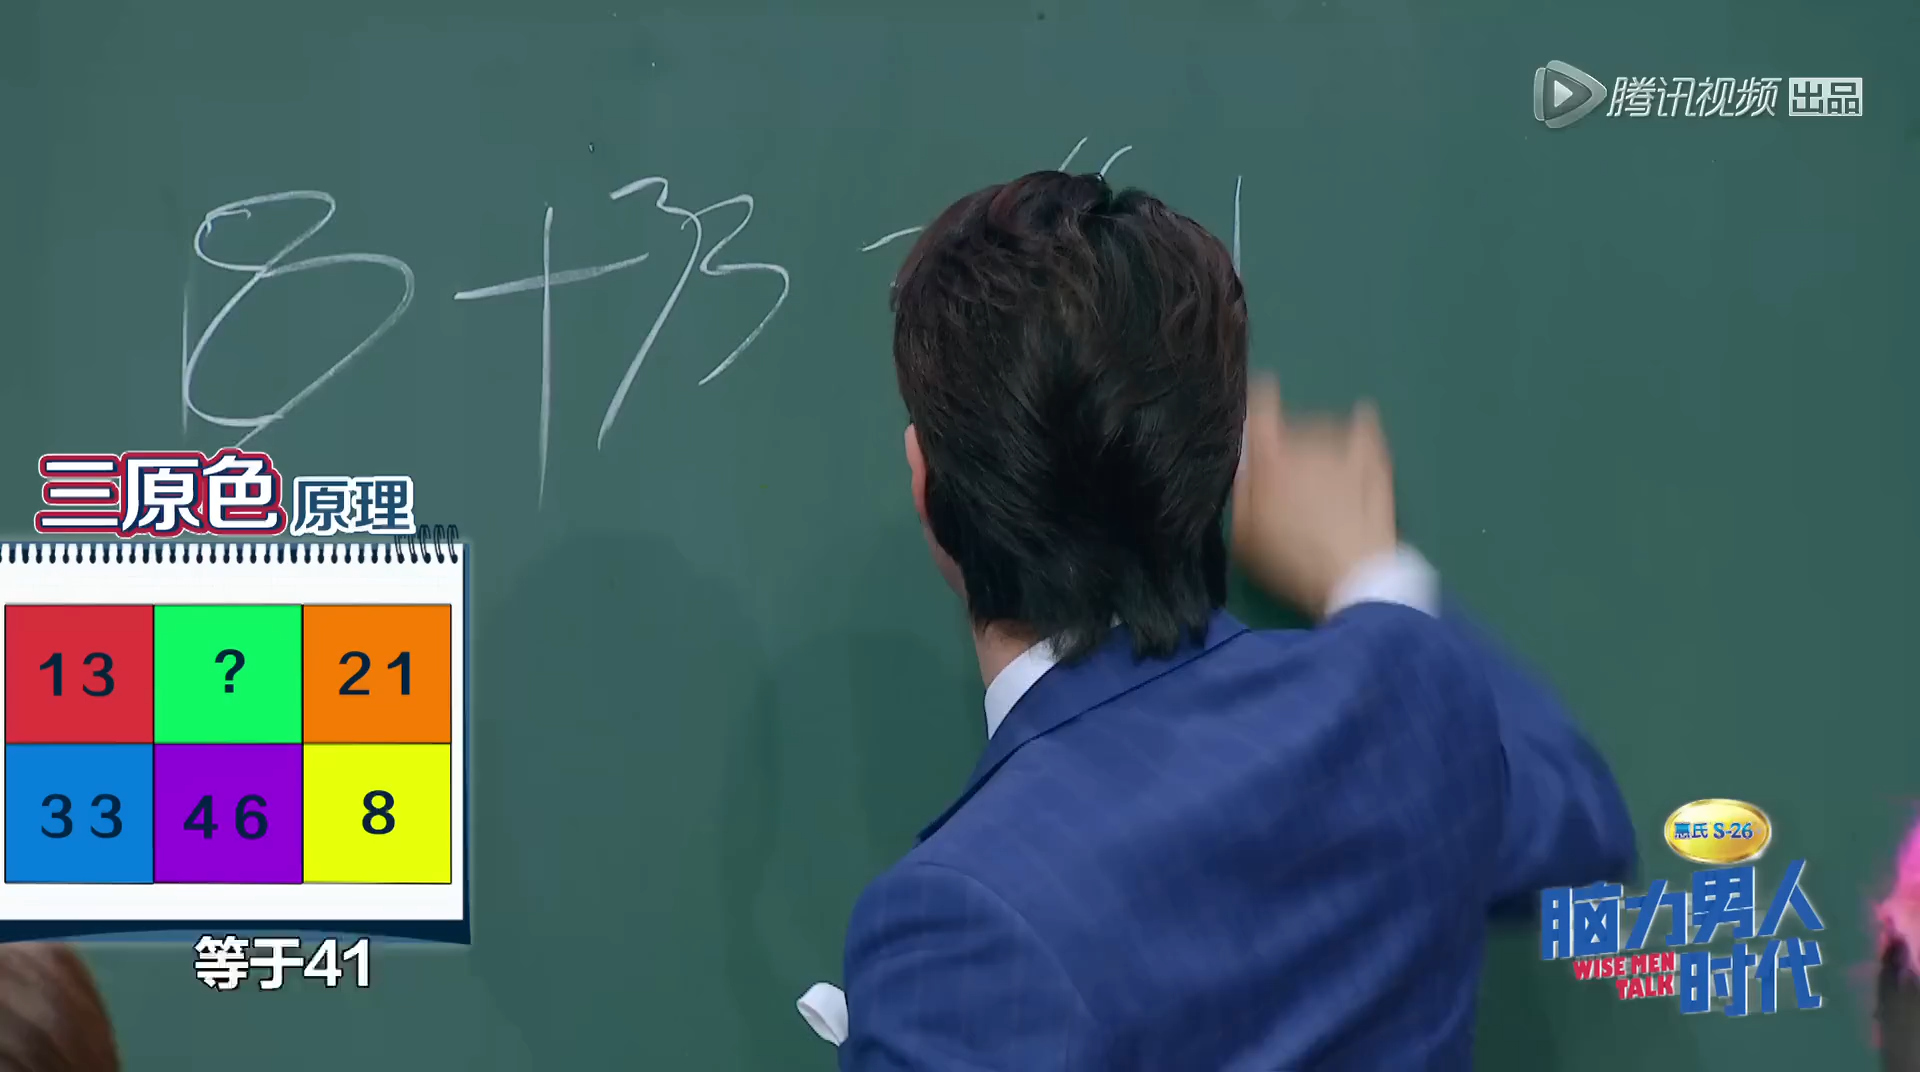 腾讯视频 出品
8+33
三原色原理
13 ? 21
33 46 8
等于41
惠氏 S-26
脑力男人
WISE MEN
TALK
时代